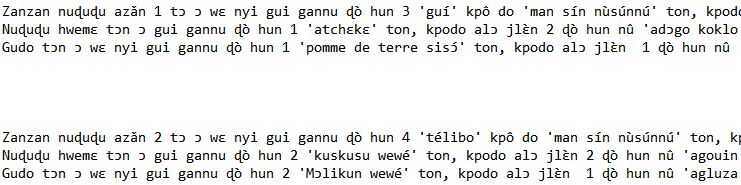 Zanzan nuɖuɖu azǎn 1 tɔ ɔ wɛ nyi gui gannu ɖò hun 3 'guí' kpô do 'man sín nùsúnnú' ton, kpodo
Nuɖuɖu hwemɛ tɔn ɔ gui gannu ɖò hun 1 'atchɛkɛ' ton, kpodo alɔ jlɛ̀n 2 ɖò hun nû 'adɔgo koklo
Gudo tɔn ɔ wɛ nyi gui gannu ɖò hun 1 'pomme de terre sisɔ́' ton, kpodo alɔ jlɛ̀n  1 ɖò hun nû
Zanzan nuɖuɖu azǎn 2 tɔ ɔ wɛ nyi gui gannu ɖò hun 4 'télibo' kpô do 'man sín nùsúnnú' ton,
Nuɖuɖu hwemɛ tɔn ɔ gui gannu ɖò hun 2 'kuskusu wewé' ton, kpodo alɔ jlɛ̀n 2 ɖò hun nû 'agouin
Gudo tɔn ɔ wɛ nyi gui gannu ɖò hun 2 'Mɔlikun wewé' ton, kpodo alɔ jlɛ̀n  1 ɖò hun nû 'agluza